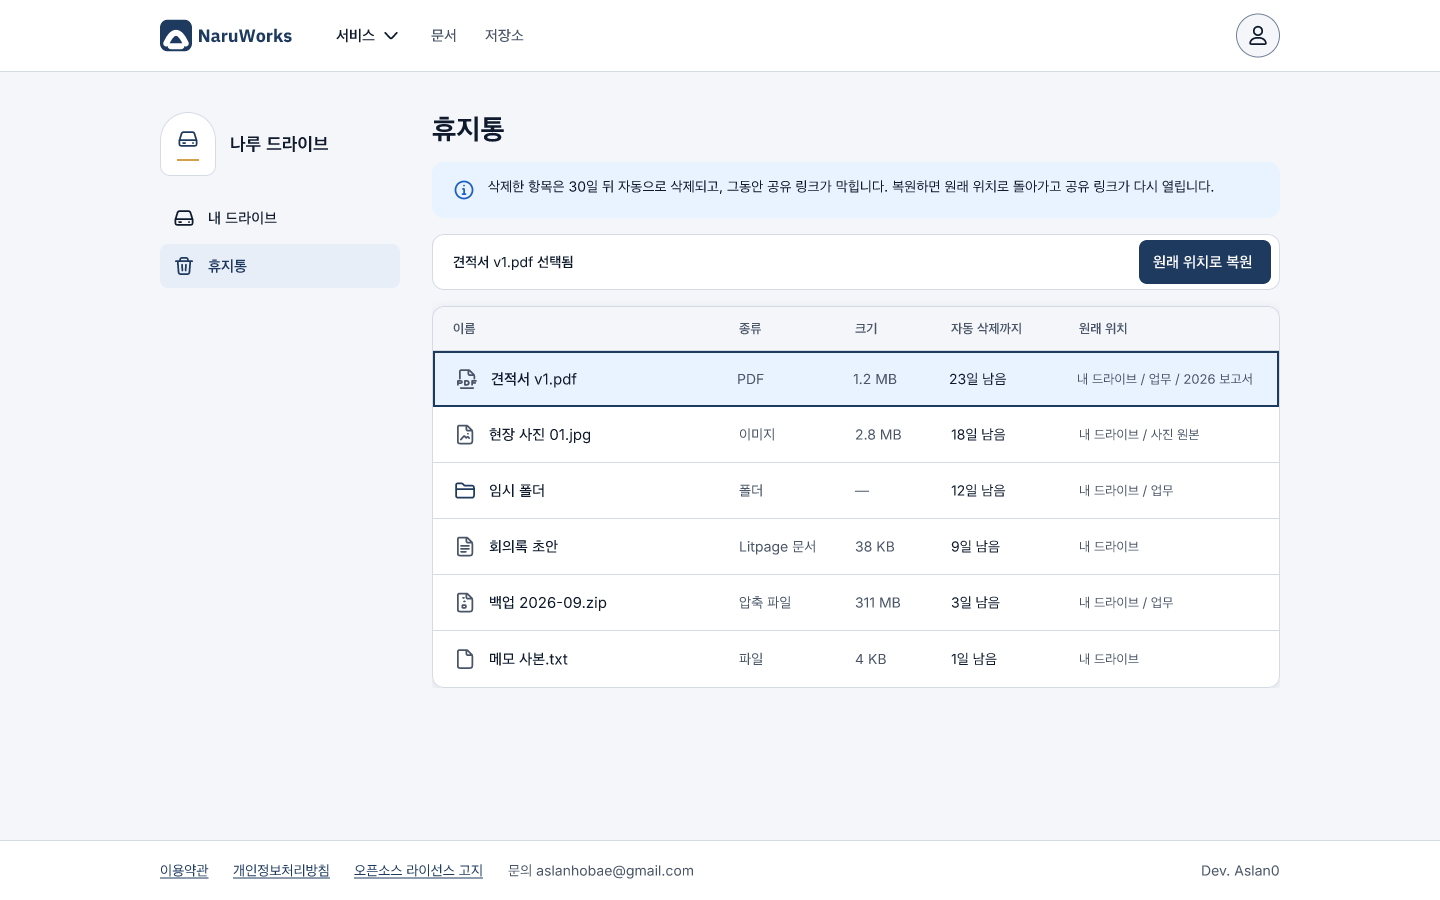 NaruWorks
서비스
문서
저장소
나루 드라이브
내 드라이브
휴지통
휴지통
삭제한 항목은 30일 뒤 자동으로 삭제되고, 그동안 공유 링크가 막힙니다. 복원하면 원래 위치로 돌아가고 공유 링크가 다시 열립니다.
견적서 v1.pdf 선택됨
원래 위치로 복원
이름 종류 크기 자동 삭제까지 원래 위치
PDF 견적서 v1.pdf PDF 1.2 MB 23일 남음 내 드라이브 / 업무 / 2026 보고서
현장 사진 01.jpg 이미지 2.8 MB 18일 남음 내 드라이브 / 사진 원본
임시 폴더 폴더 — 12일 남음 내 드라이브 / 업무
회의록 초안 Litpage 문서 38 KB 9일 남음 내 드라이브
백업 2026-09.zip 압축 파일 311 MB 3일 남음 내 드라이브 / 업무
메모 사본.txt 파일 4 KB 1일 남음 내 드라이브
이용약관 개인정보처리방침 오픈소스 라이선스 고지 문의 aslanhobae@gmail.com Dev. Aslan0